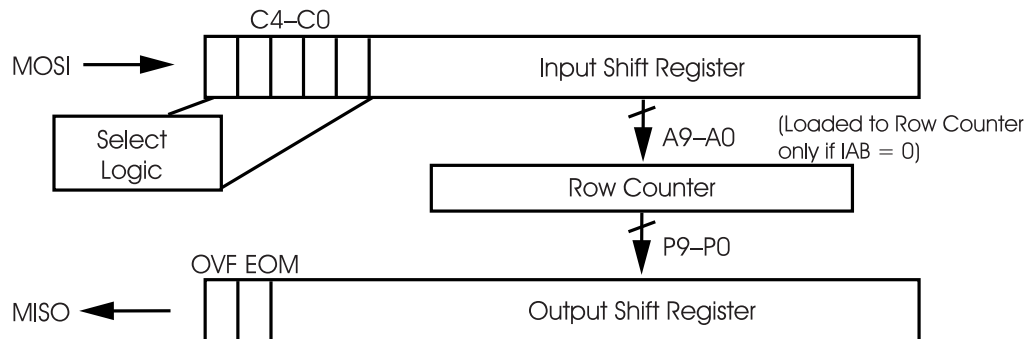 C4–C0
MOSI
Input Shift Register
Select
Logic
A9–A0
(Loaded to Row Counter
only if IAB = 0)
Row Counter
P9–P0
OVF EOM
MISO
Output Shift Register